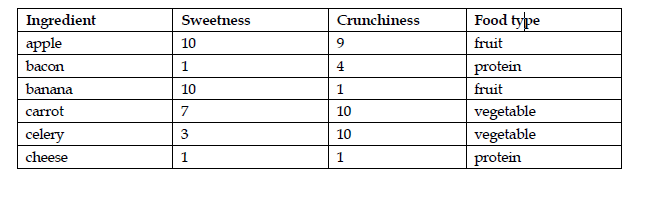 Ingredient Sweetness Crunchiness Food type
apple 10 9 fruit
bacon 1 4 protein
banana 10 1 fruit
carrot 7 10 vegetable
celery 3 10 vegetable
cheese 1 1 protein